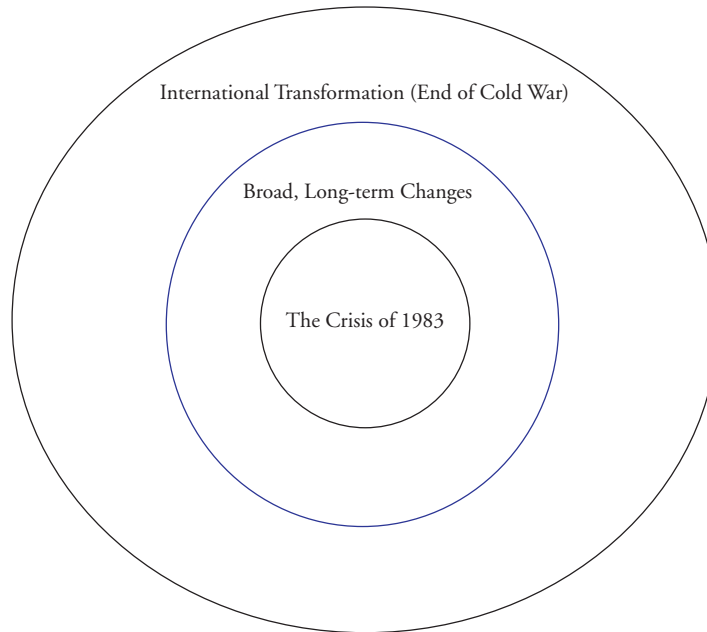 International Transformation (End of Cold War)
Broad, Long-term Changes
The Crisis of 1983